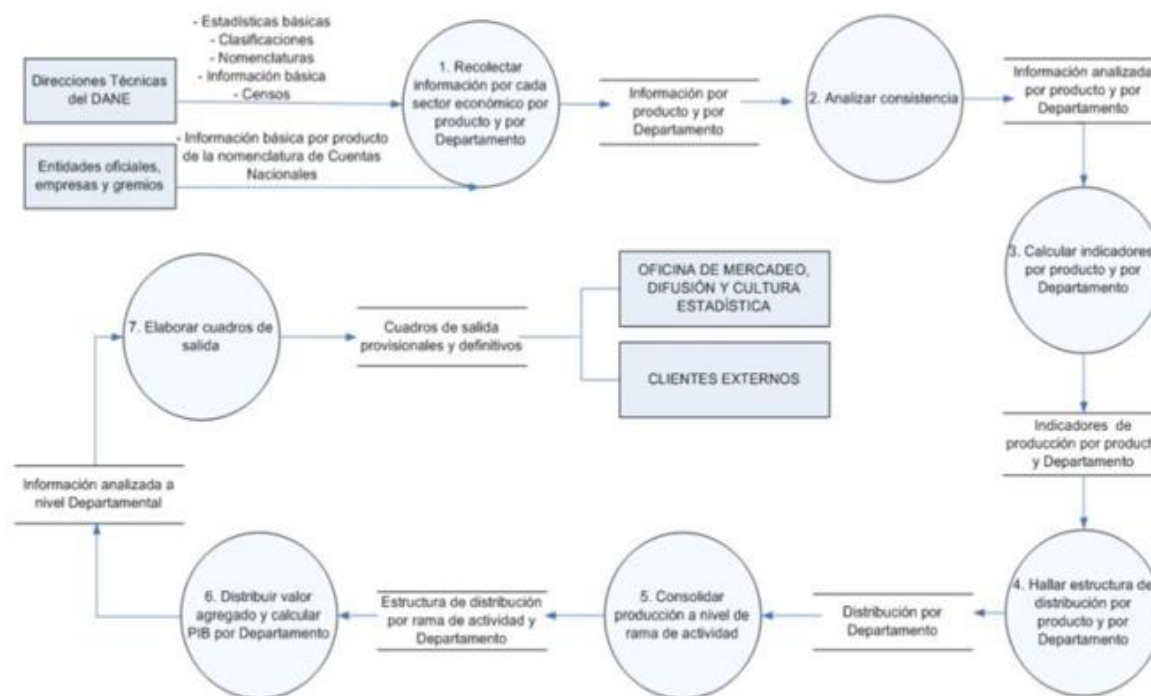 Direcciones Técnicas
del DANE
- Estadísticas básicas
- Clasificaciones
- Nomenclaturas
- Información básica
- Censos
Entidades oficiales,
empresas y gremios
- Información básica por producto
de la nomenclatura de Cuentas
Nacionales
1. Recolectar
información por cada
sector económico por
producto y por
Departamento
Información por
producto y por
Departamento
2. Analizar consistencia
Información analizada
por producto y por
Departamento
3. Calcular indicadores
por producto y por
Departamento
Indicadores de
producción por product
y Departamento
4. Hallar estructura de
distribución por
producto y por
Departamento
Distribución por
Departamento
5. Consolidar
producción a nivel de
rama de actividad
Estructura de distribución
por rama de actividad y
Departamento
6. Distribuir valor
agregado y calcular
PIB por Departamento
Información analizada a
nivel Departamental
7. Elaborar cuadros de
salida
Cuadros de salida
provisionales y definitivos
OFICINA DE MERCADEO,
DIFUSIÓN Y CULTURA
ESTADÍSTICA
CLIENTES EXTERNOS